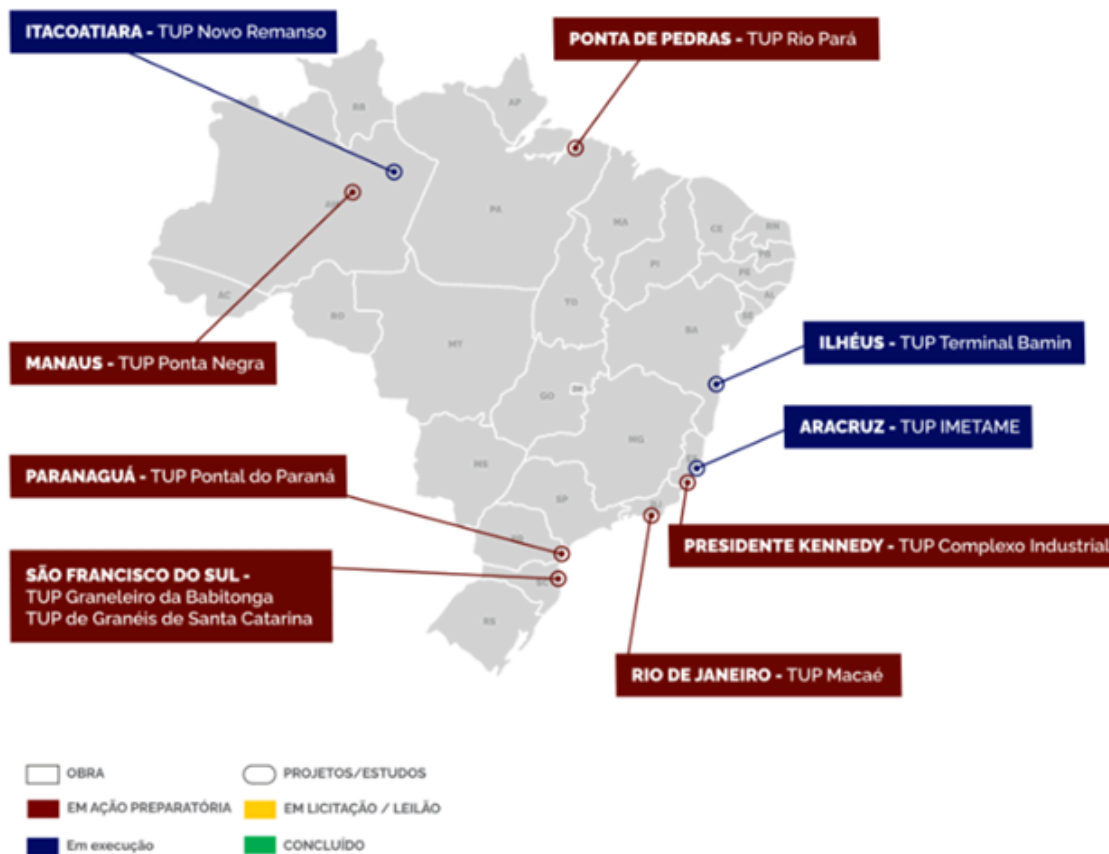 ITACOATIARA - TUP Novo Remanso
PONTA DE PEDRAS - TUP Rio Pará
RR
AP
AM
PA
MA
CE
RN
PB
PE
AL
SE
PI
AC
RO
TO
BA
MT
MANAUS - TUP Ponta Negra
ILHÉUS - TUP Terminal Bamin
GO
DF
MG
ARACRUZ - TUP IMETAME
ES
MS
PARANAGUÁ - TUP Pontal do Paraná
SP
RJ
PR
PRESIDENTE KENNEDY - TUP Complexo Industrial
SÃO FRANCISCO DO SUL -
TUP Graneleiro da Babitonga
TUP de Granéis de Santa Catarina
SC
RS
RIO DE JANEIRO - TUP Macaé
OBRA
PROJETOS/ESTUDOS
EM AÇÃO PREPARATÓRIA
EM LICITAÇÃO / LEILÃO
Em execução
CONCLUÍDO